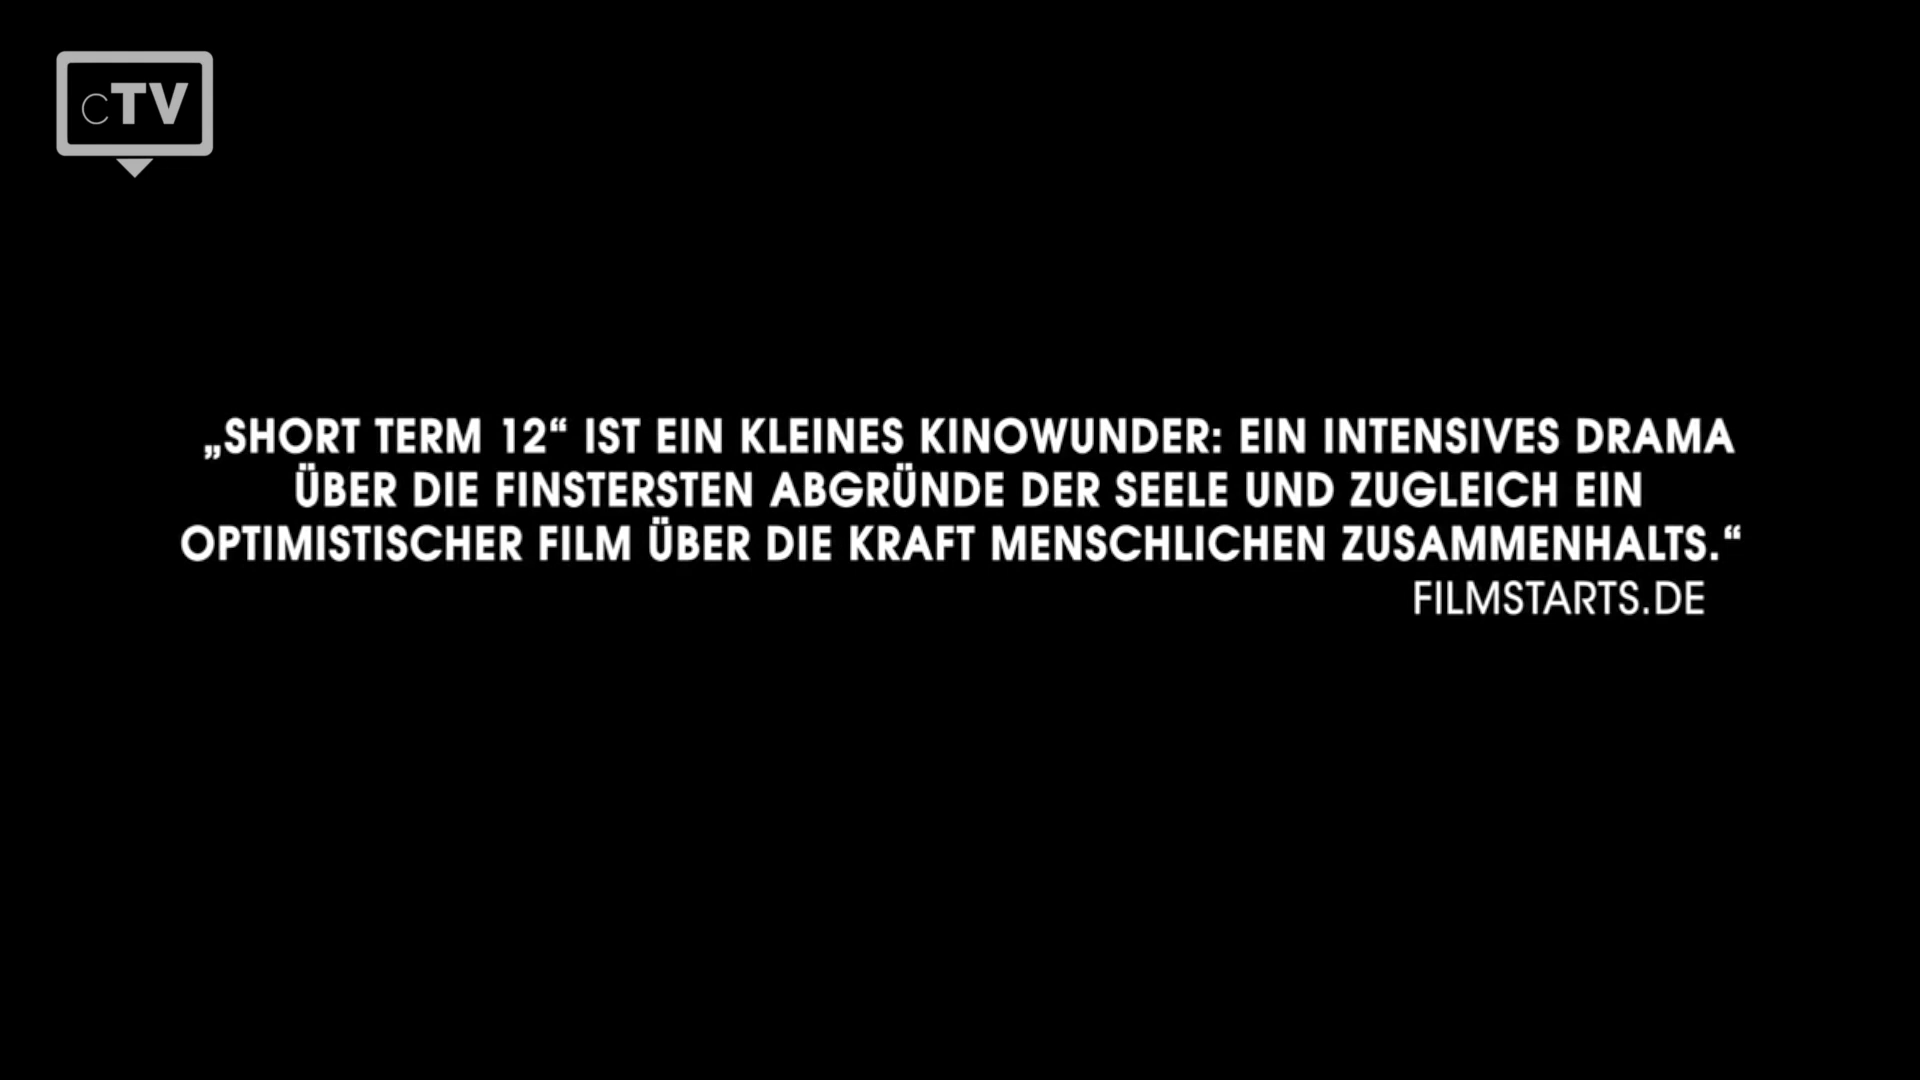 cTV
„SHORT TERM 12“ IST EIN KLEINES KINOWUNDER: EIN INTENSIVES DRAMA
ÜBER DIE FINSTERSTEN ABGRÜNDE DER SEELE UND ZUGLEICH EIN
OPTIMISTISCHER FILM ÜBER DIE KRAFT MENSCHLICHEN ZUSAMMENHALTS.“
FILMSTARTS.DE